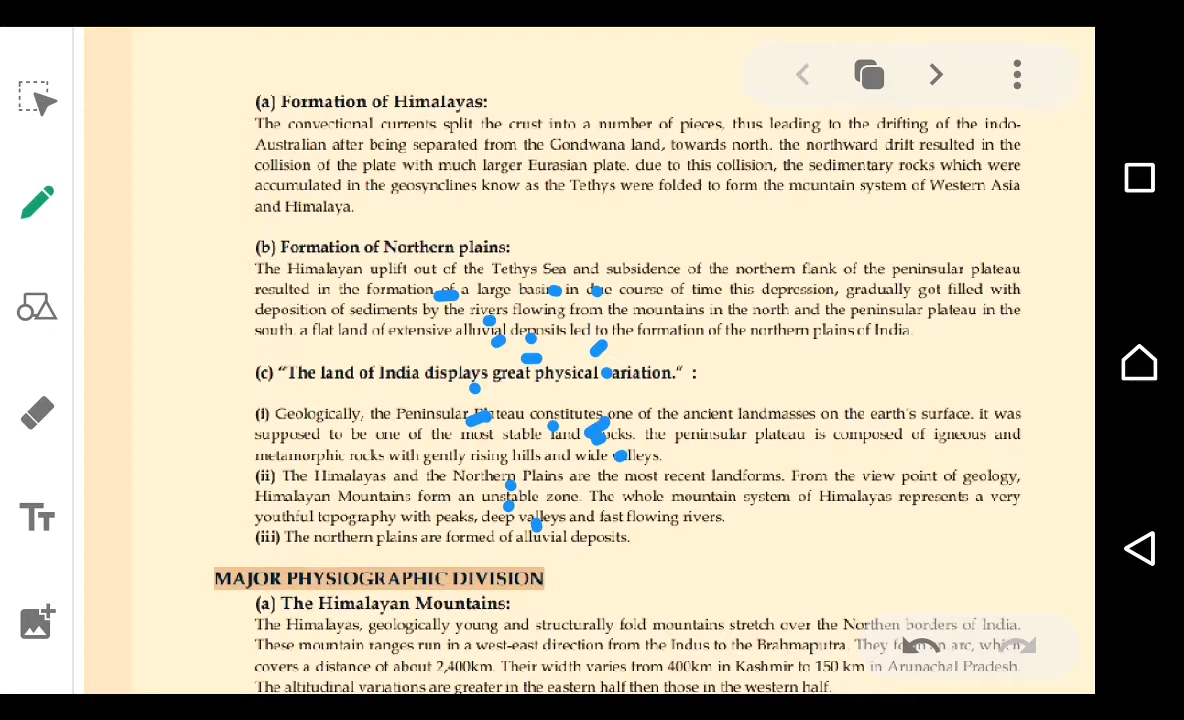 (a) Formation of Himalayas:
The convectional currents split the crust into a number of pieces, thus leading to the drifting of the indo-
Australian after being separated from the Gondwana land, towards north. the northward drift resulted in the
collision of the plate with much larger Eurasian plate. due to this collision, the sedimentary rocks which were
accumulated in the geosynclines know as the Tethys were folded to form the mountain system of Western Asia
and Himalaya.
(b) Formation of Northern plains:
The Himalayan uplift out of the Tethys Sea and subsidence of the northern flank of the peninsular plateau
resulted in the formation of a large basin. in due course of time this depression, gradually got filled with
deposition of sediments by the rivers flowing from the mountains in the north and the peninsular plateau in the
south. a flat land of extensive alluvial deposits led to the formation of the northern plains of India.
(c) “The land of India displays great physical variation.“ :
(i) Geologically, the Peninsular Plateau constitutes one of the ancient landmasses on the earth's surface. it was
supposed to be one of the most stable land blocks. the peninsular plateau is composed of igneous and
metamorphic rocks with gently rising hills and wide valleys.
(ii) The Himalayas and the Northern Plains are the most recent landforms. From the view point of geology,
Himalayan Mountains form an unstable zone. The whole mountain system of Himalayas represents a very
youthful topography with peaks, deep valleys and fast flowing rivers.
(iii) The northern plains are formed of alluvial deposits.
MAJOR PHYSIOGRAPHIC DIVISION
(a) The Himalayan Mountains:
The Himalayas, geologically young and structurally fold mountains stretch over the Northen borders of India.
These mountain ranges run in a west-east direction from the Indus to the Brahmaputra. They form an arc, which
covers a distance of about 2,400km. Their width varies from 400km in Kashmir to 150 km in Arunachal Pradesh.
The altitudinal variations are greater in the eastern half then those in the western half.